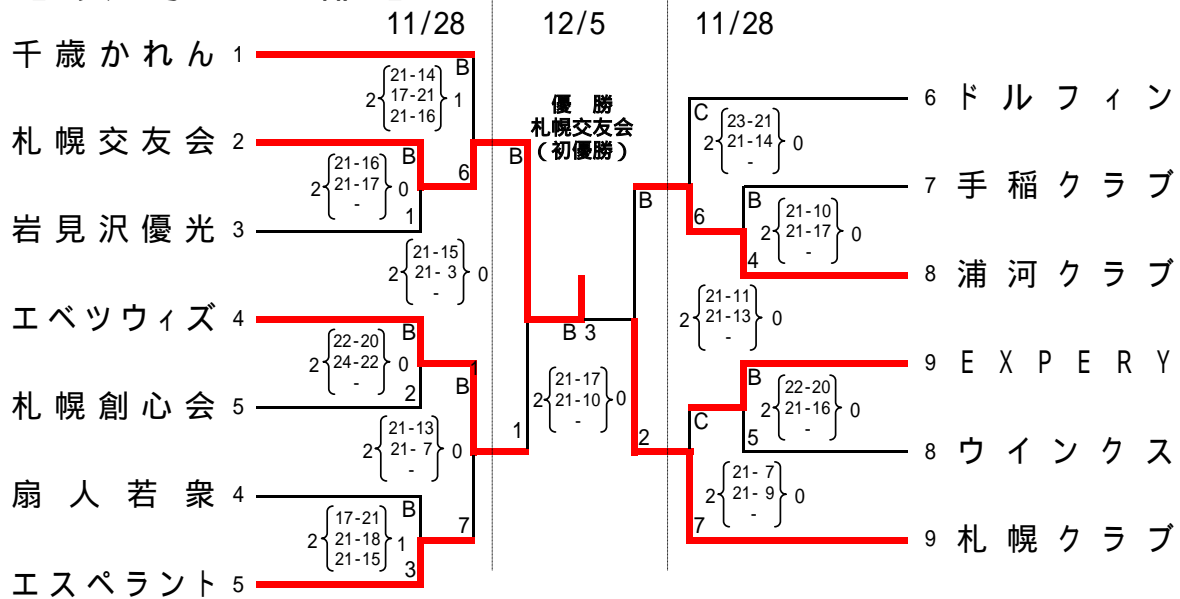 11/28
12/5
11/28
千歳かれん 1
札幌交友会 2
岩見沢優光 3
エベツウィズ 4
札幌創心会 5
扇人若衆 4
エスペラント 5
B
2 21-14 1
17-21
21-16
B
2 21-16 0
21-17
-
1
6
2 21-15 0
21- 3
-
B
2 22-20 0
24-22
-
2
1
B
2 21-13 0
21- 7
-
B
2 17-21 1
21-18
21-15
3
7
優 勝
札幌交友会
(初優勝)
B
1
B 3
2 21-17 0
21-10
-
B
2
C
2 23-21 0
21-14
-
6
B
2 21-10 0
21-17
-
4
2 21-11 0
21-13
-
B
2 22-20 0
21-16
-
5
C
2 21- 7 0
21- 9
-
7
6 ドルフィン
7 手稲クラブ
8 浦河クラブ
9 EXPERY
8 ウインクス
9 札幌クラブ